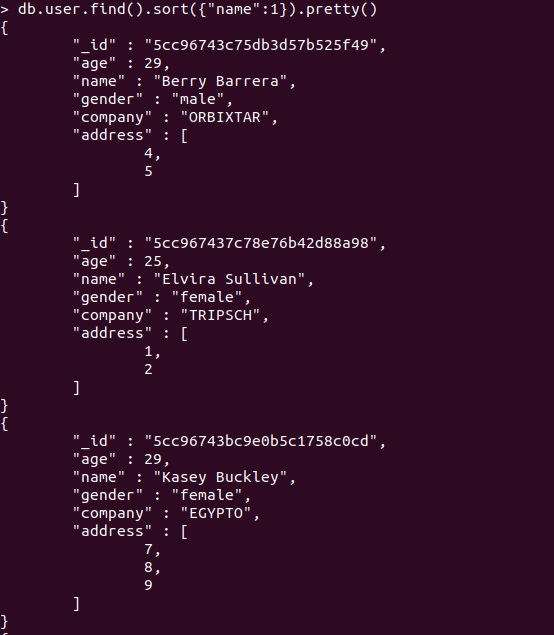 > db.user.find().sort({"name":1}).pretty()
{
"_id" : "5cc96743c75db3d57b525f49",
"age" : 29,
"name" : "Berry Barrera",
"gender" : "male",
"company" : "ORBIXTAR",
"address" : [
4,
5
]
}
{
"_id" : "5cc967437c78e76b42d88a98",
"age" : 25,
"name" : "Elvira Sullivan",
"gender" : "female",
"company" : "TRIPSCH",
"address" : [
1,
2
]
}
{
"_id" : "5cc96743bc9e0b5c1758c0cd",
"age" : 29,
"name" : "Kasey Buckley",
"gender" : "female",
"company" : "EGYPTO",
"address" : [
7,
8,
9
]
}